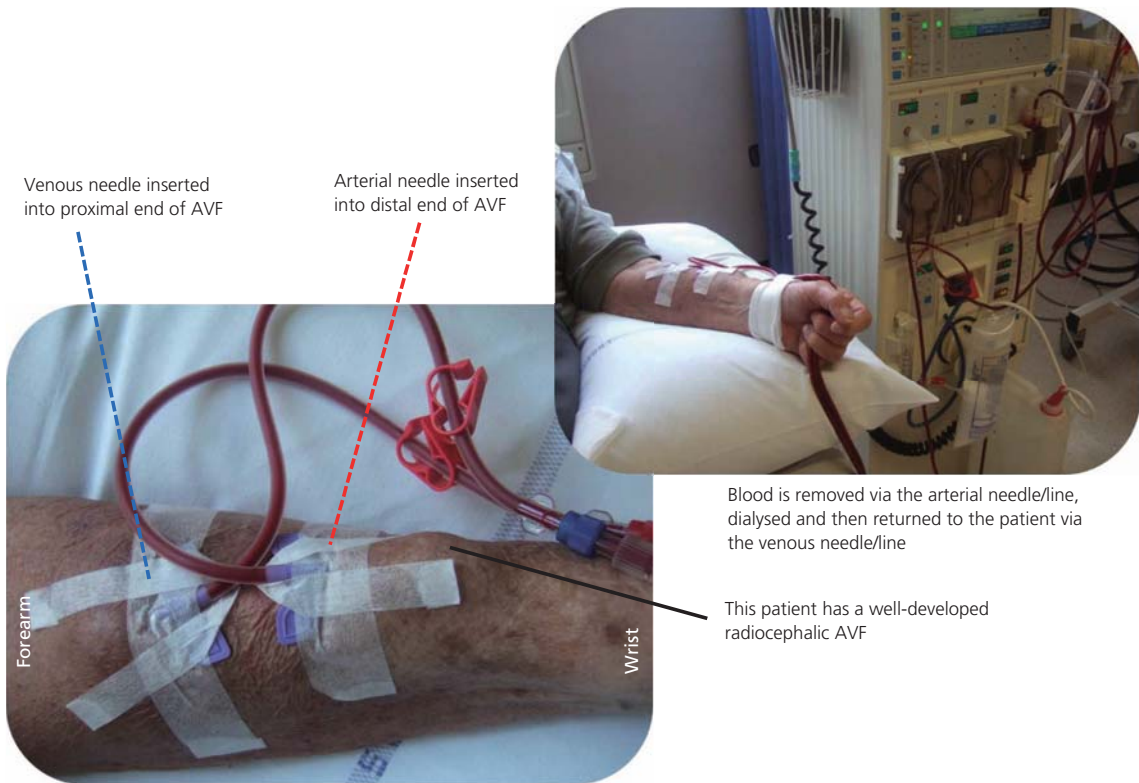 Venous needle inserted
into proximal end of AVF
Arterial needle inserted
into distal end of AVF
Blood is removed via the arterial needle/line,
dialysed and then returned to the patient via
the venous needle/line
This patient has a well-developed
radiocephalic AVF
Forearm
Wrist